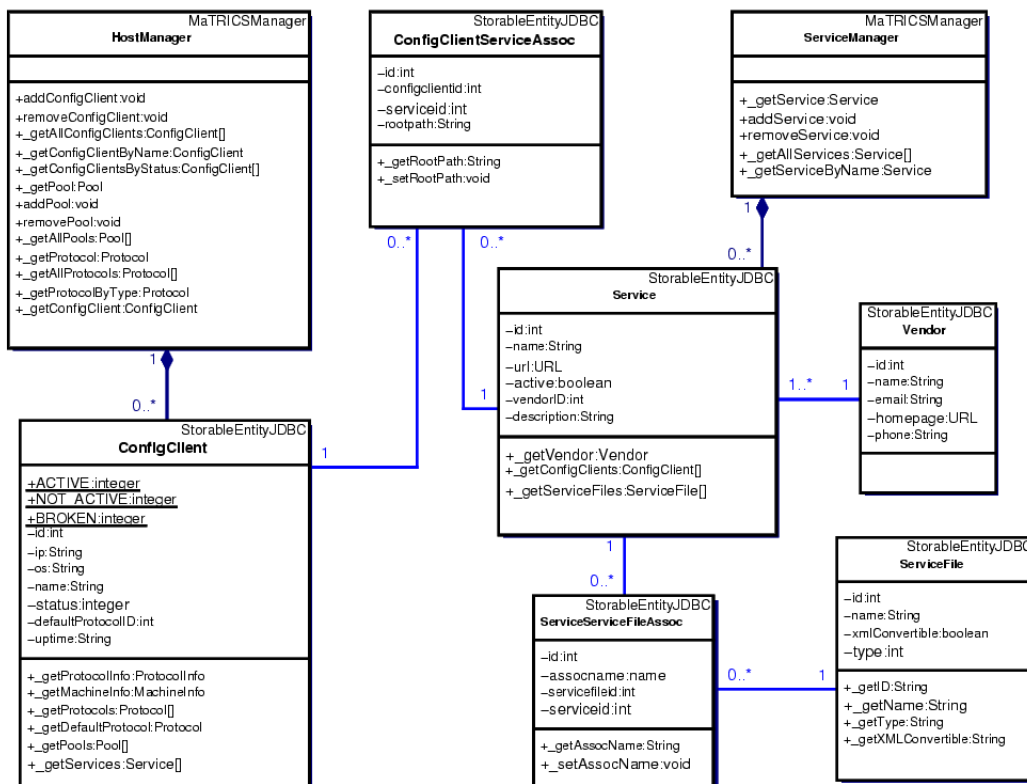 MaTRICSManager
HostManager
+addConfigClient:void
+removeConfigClient:void
+_getAllConfigClients:ConfigClient[]
+_getConfigClientByName:ConfigClient
+_getConfigClientsByStatus:ConfigClient[]
+_getPool:Pool
+addPool:void
+removePool:void
+_getAllPools:Pool[]
+_getProtocol:Protocol
+_getAllProtocols:Protocol[]
+_getProtocolByType:Protocol
+_getConfigClient:ConfigClient
1
0..*
StorableEntityJDBC
ConfigClientServiceAssoc
-id:int
-configclientid:int
-serviceid:int
-rootpath:String
+_getRootPath:String
+_setRootPath:void
0..*
0..*
MaTRICSManager
ServiceManager
+_getService:Service
+addService:void
+removeService:void
+_getAllServices:Service[]
+_getServiceByName:Service
1
0..*
StorableEntityJDBC
Service
-id:int
-name:String
-url:URL
-active:boolean
-vendorID:int
-description:String
+_getVendor:Vendor
+_getConfigClients:ConfigClient[]
+_getServiceFiles:ServiceFile[]
1
1..*
1
StorableEntityJDBC
Vendor
-id:int
-name:String
-email:String
-homepage:URL
-phone:String
StorableEntityJDBC
ConfigClient
+ACTIVE:integer
+NOT_ACTIVE:integer
+BROKEN:integer
-id:int
-ip:String
-os:String
-name:String
-status:integer
-defaultProtocolID:int
-uptime:String
+_getProtocolInfo:ProtocolInfo
+_getMachineInfo:MachineInfo
+_getProtocols:Protocol[]
+_getDefaultProtocol:Protocol
+_getPools:Pool[]
+_getServices:Service[]
1
1
0..*
StorableEntityJDBC
ServiceServiceFileAssoc
-id:int
-assocname:name
-servicefileid:int
-serviceid:int
+_getAssocName:String
+_setAssocName:void
0..*
1
StorableEntityJDBC
ServiceFile
-id:int
-name:String
-xmlConvertible:boolean
-type:int
+_getID:String
+_getName:String
+_getType:String
+_getXMLConvertible:String